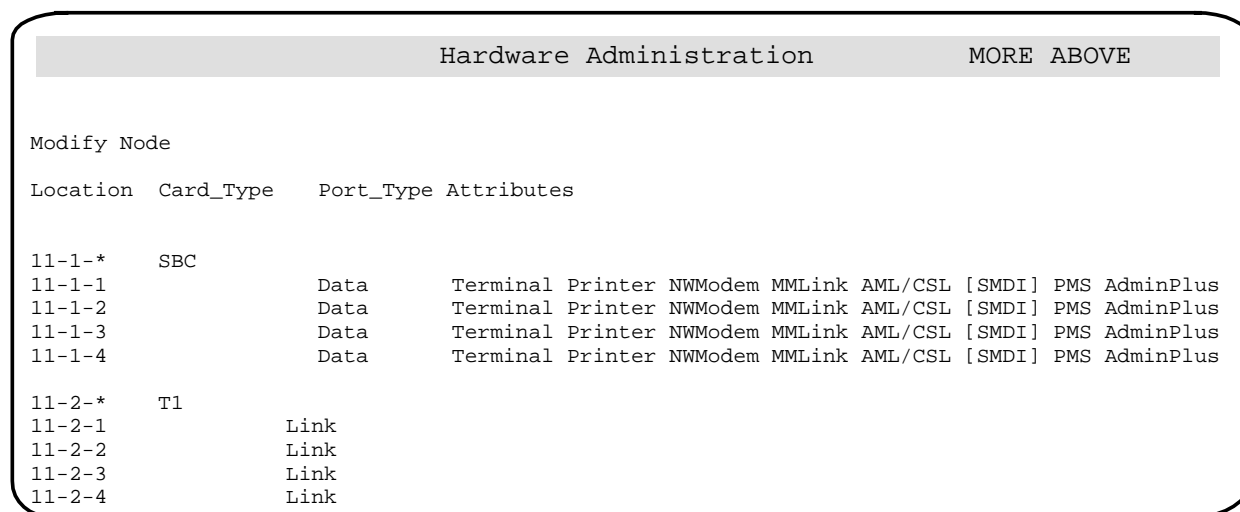 Hardware Administration MORE ABOVE
Modify Node
Location Card_Type Port_Type Attributes
11-1-* SBC
11-1-1 Data Terminal Printer NWModem MMLink AML/CSL [SMDI] PMS AdminPlus
11-1-2 Data Terminal Printer NWModem MMLink AML/CSL [SMDI] PMS AdminPlus
11-1-3 Data Terminal Printer NWModem MMLink AML/CSL [SMDI] PMS AdminPlus
11-1-4 Data Terminal Printer NWModem MMLink AML/CSL [SMDI] PMS AdminPlus
11-2-* T1
11-2-1 Link
11-2-2 Link
11-2-3 Link
11-2-4 Link